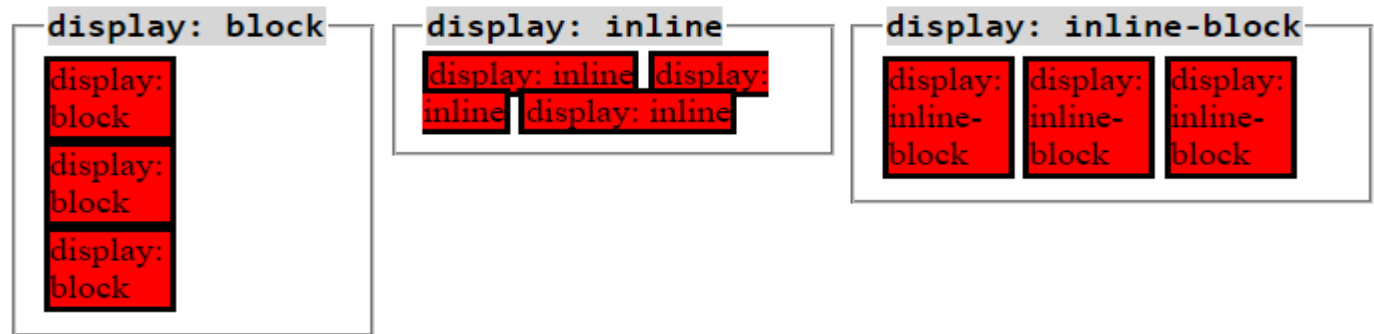 display: block
display:
block
display:
block
display:
block
display: inline
display: inline display:
inline display: inline
display: inline-block
display: display: display:
inline- inline- inline-
block block block